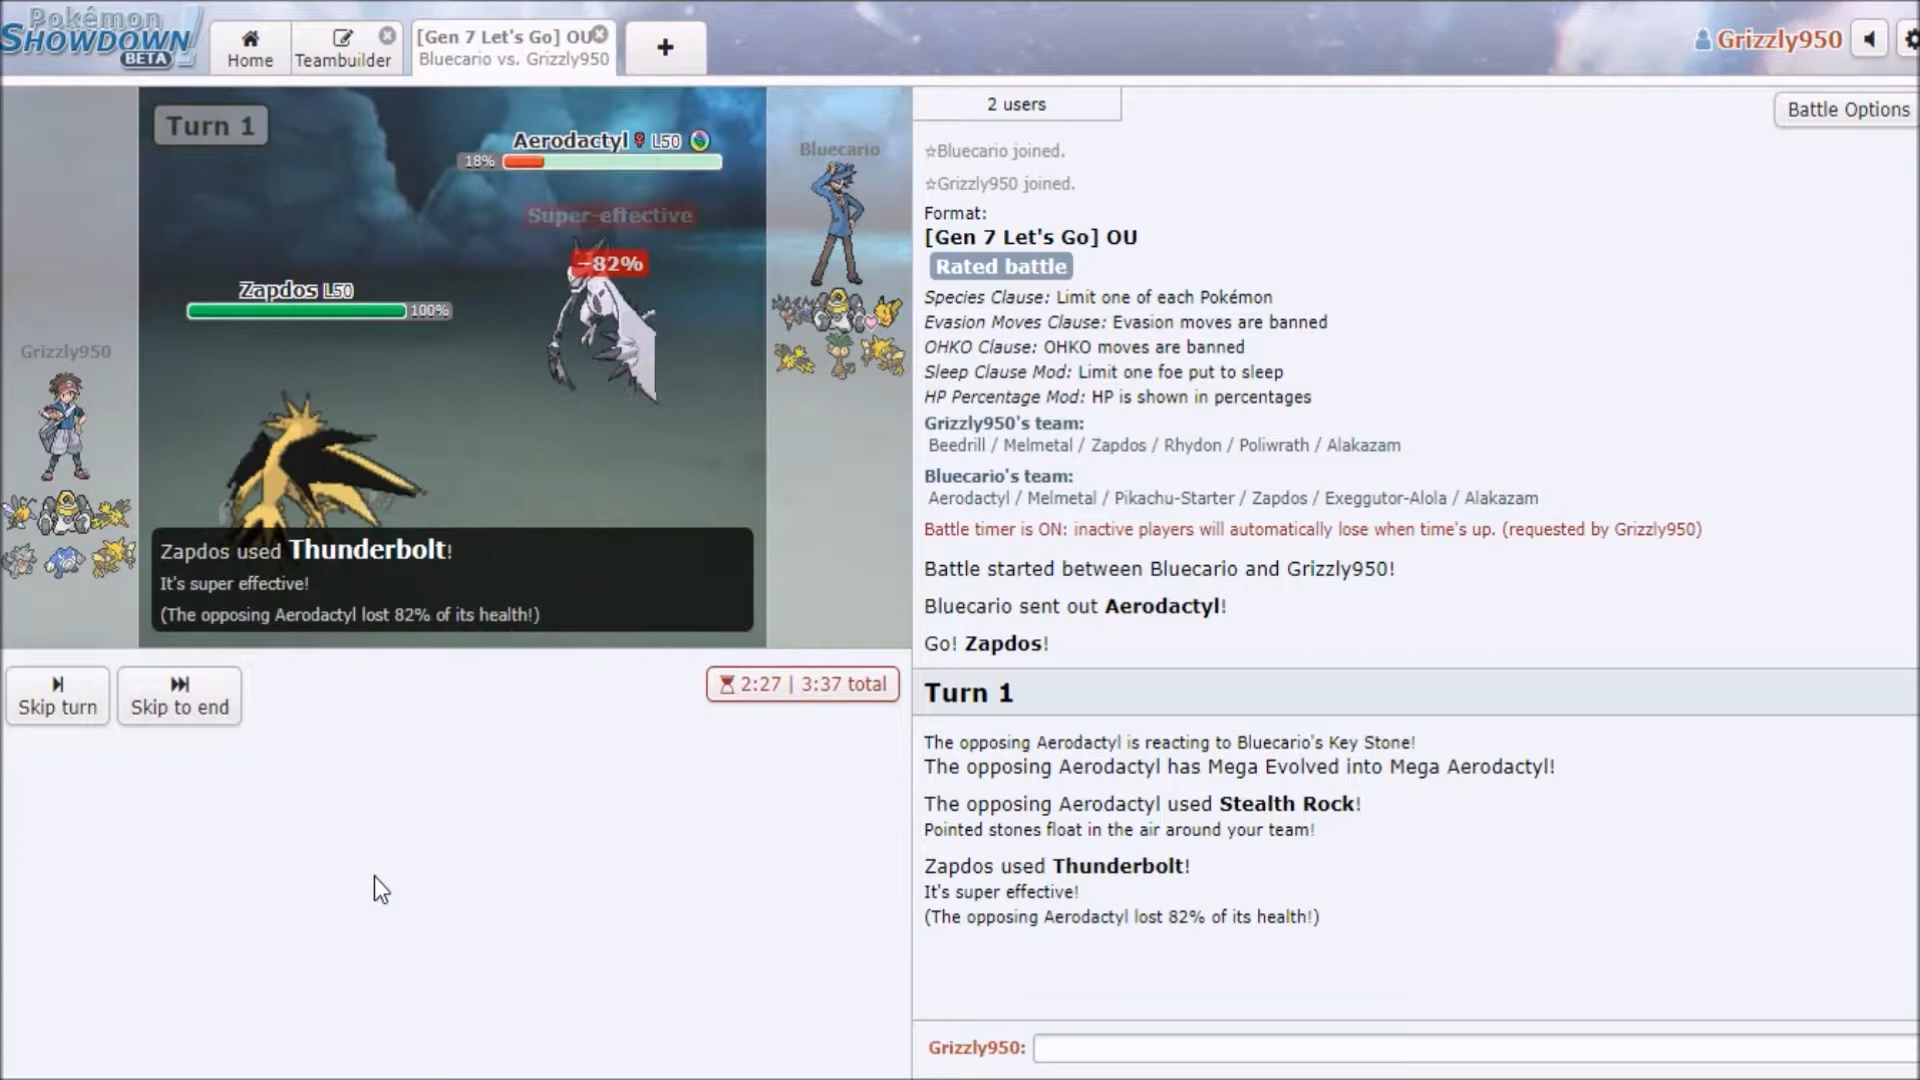 Pokémon
SHOWDOWN
BETA
Home
Teambuilder
[Gen 7 Let's Go] OU
Bluecario vs. Grizzly950
Grizzly950
Turn 1
Aerodactyl L50
18%
Super-effective
−82%
Zapdos L50
100%
Bluecario
Grizzly950
Zapdos used Thunderbolt!
It's super effective!
(The opposing Aerodactyl lost 82% of its health!)
Skip turn
Skip to end
2:27 | 3:37 total
2 users
Battle Options
☆Bluecario joined.
☆Grizzly950 joined.
Format:
[Gen 7 Let's Go] OU
Rated battle
Species Clause: Limit one of each Pokémon
Evasion Moves Clause: Evasion moves are banned
OHKO Clause: OHKO moves are banned
Sleep Clause Mod: Limit one foe put to sleep
HP Percentage Mod: HP is shown in percentages
Grizzly950's team:
Beedrill / Melmetal / Zapdos / Rhydon / Poliwrath / Alakazam
Bluecario's team:
Aerodactyl / Melmetal / Pikachu-Starter / Zapdos / Exeggutor-Alola / Alakazam
Battle timer is ON: inactive players will automatically lose when time's up. (requested by Grizzly950)
Battle started between Bluecario and Grizzly950!
Bluecario sent out Aerodactyl!
Go! Zapdos!
Turn 1
The opposing Aerodactyl is reacting to Bluecario's Key Stone!
The opposing Aerodactyl has Mega Evolved into Mega Aerodactyl!
The opposing Aerodactyl used Stealth Rock!
Pointed stones float in the air around your team!
Zapdos used Thunderbolt!
It's super effective!
(The opposing Aerodactyl lost 82% of its health!)
Grizzly950: